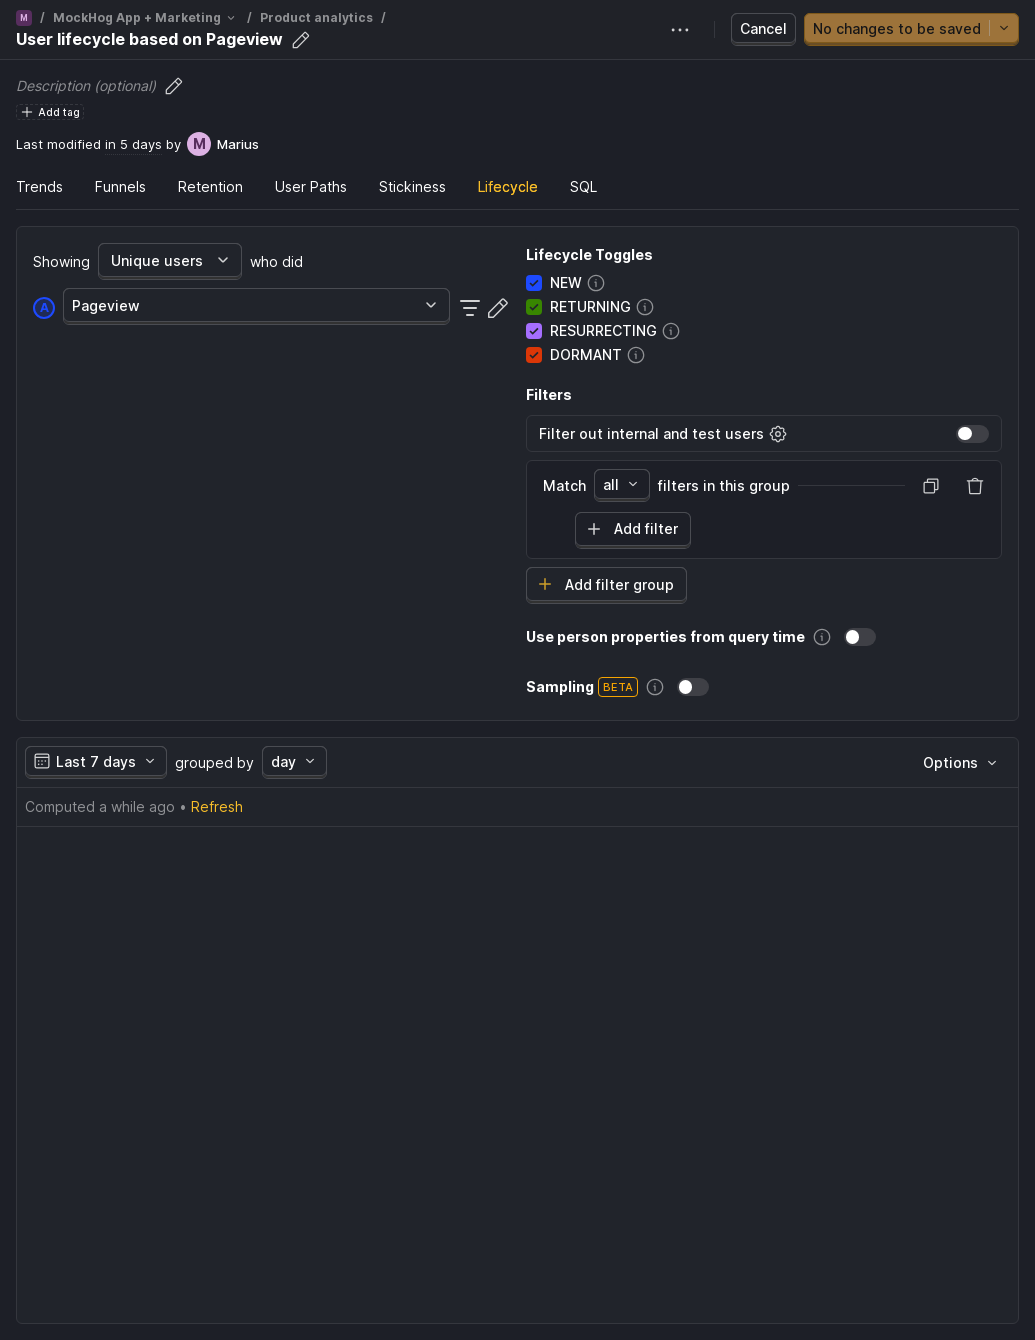 M / MockHog App + Marketing / Product analytics /
User lifecycle based on Pageview
Cancel
No changes to be saved
Description (optional)
Add tag
Last modified in 5 days by M Marius
Trends Funnels Retention User Paths Stickiness Lifecycle SQL
Showing Unique users who did
A Pageview
Lifecycle Toggles
NEW
RETURNING
RESURRECTING
DORMANT
Filters
Filter out internal and test users
Match all filters in this group
Add filter
Add filter group
Use person properties from query time
Sampling BETA
Last 7 days grouped by day Options
Computed a while ago • Refresh